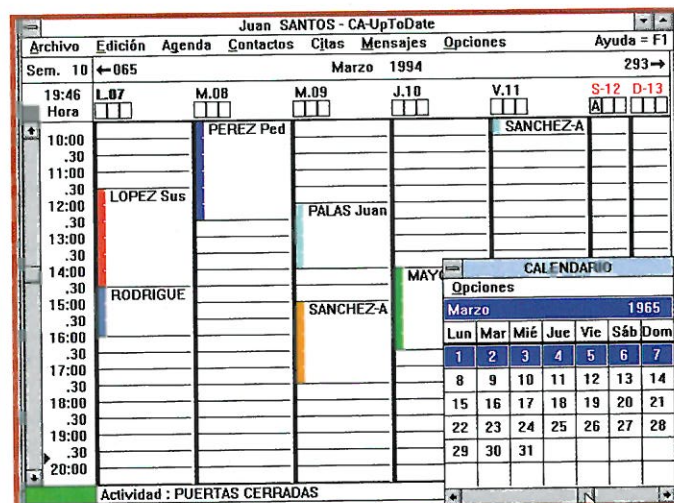 Juan SANTOS - CA-UpToDate
Archivo Edición Agenda Contactos Citas Mensajes Opciones Ayuda = F1
Sem. 10 ←065 Marzo 1994 293→
19:46 L.07 M.08 M.09 J.10 V.11 S-12 D-13
Hora A
10:00 PEREZ Ped SANCHEZ-A
.30
11:00
.30 LOPEZ Sus
12:00 PALAS Juan
.30
13:00
.30
14:00 MAYO
.30 RODRIGUE
15:00 SANCHEZ-A
.30
16:00
.30
17:00
.30
18:00
.30
19:00
.30
20:00
Actividad : PUERTAS CERRADAS
CALENDARIO
Opciones
Marzo 1965
Lun Mar Mié Jue Vie Sáb Dom
1 2 3 4 5 6 7
8 9 10 11 12 13 14
15 16 17 18 19 20 21
22 23 24 25 26 27 28
29 30 31